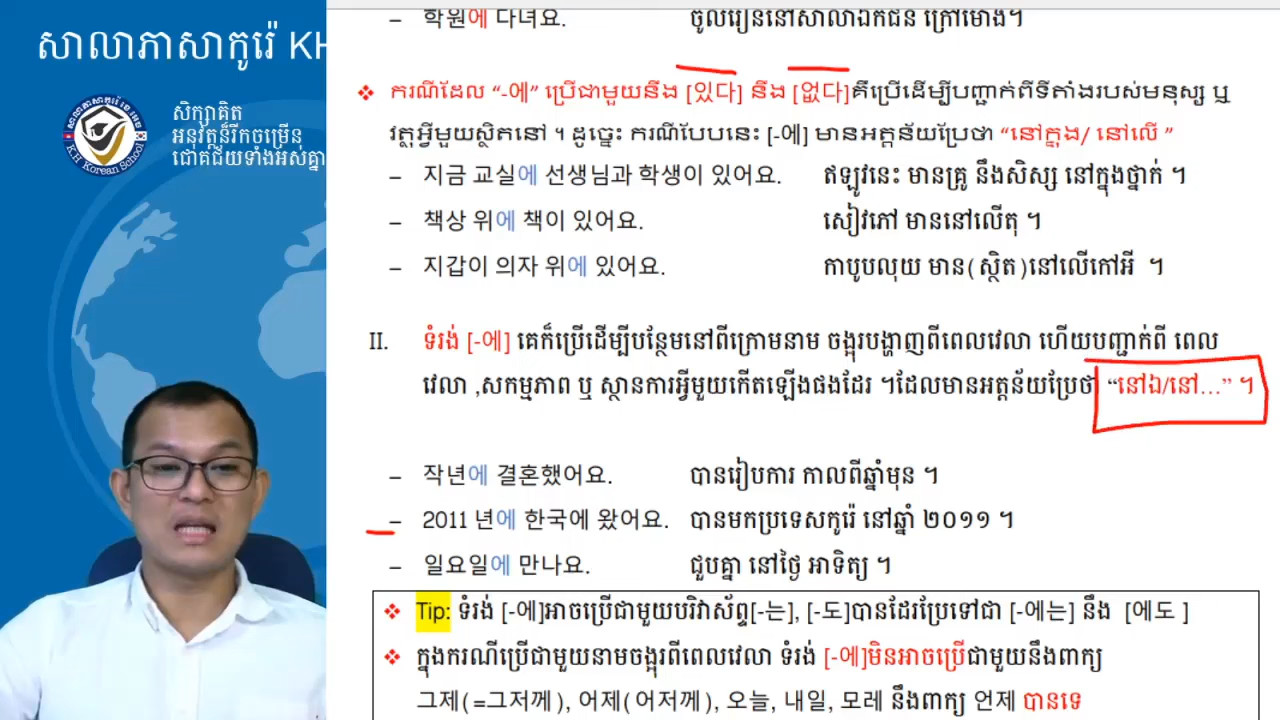 សាលាភាសាកូរ៉េ KH
សិក្សាគិត
អនុវត្តន៍រីកចម្រើន
ជោគជ័យទាំងអស់គ្នា
K.H Korean School
– 학원에 다녀요. ចូលរៀននៅសាលាឯកជន ក្រៅម៉ោង។
❖ ករណីដែល “-에” ប្រើជាមួយនឹង [있다] នឹង [없다]គឺប្រើដើម្បីបញ្ជាក់ពីទីតាំងរបស់មនុស្ស ឬ
វត្ថុអ្វីមួយស្ថិតនៅ ។ ដូច្នេះ ករណីបែបនេះ [-에] មានអត្តន័យប្រែថា “នៅក្នុង/ នៅលើ ”
– 지금 교실에 선생님과 학생이 있어요. ឥឡូវនេះ មានគ្រូ នឹងសិស្ស នៅក្នុងថ្នាក់ ។
– 책상 위에 책이 있어요. សៀវភៅ មាននៅលើតុ ។
– 지갑이 의자 위에 있어요. កាបូបលុយ មាន(ស្ថិត)នៅលើកៅអី ។
II. ទំរង់ [-에] គេក៏ប្រើដើម្បីបន្ថែមនៅពីក្រោមនាម ចង្អុរបង្ហាញពីពេលវេលា ហើយបញ្ជាក់ពី ពេល
វេលា ,សកម្មភាព ឬ ស្ថានការអ្វីមួយកើតឡើងផងដែរ ។ដែលមានអត្តន័យប្រែថា “នៅឯ/នៅ...” ។
– 작년에 결혼했어요. បានរៀបការ កាលពីឆ្នាំមុន ។
– 2011 년에 한국에 왔어요. បានមកប្រទេសកូរ៉េ នៅឆ្នាំ ២០១១ ។
– 일요일에 만나요. ជួបគ្នា នៅថ្ងៃ អាទិត្យ ។
❖ Tip: ទំរង់ [-에]អាចប្រើជាមួយបរិវាស័ព្ទ[-는], [-도]បានដែរប្រែទៅជា [-에는] នឹង [에도 ]
❖ ក្នុងករណីប្រើជាមួយនាមចង្អុរពីពេលវេលា ទំរង់ [-에]មិនអាចប្រើជាមួយនឹងពាក្យ
그제(=그저께), 어제(어저께), 오늘, 내일, 모레 នឹងពាក្យ 언제 បានទេ